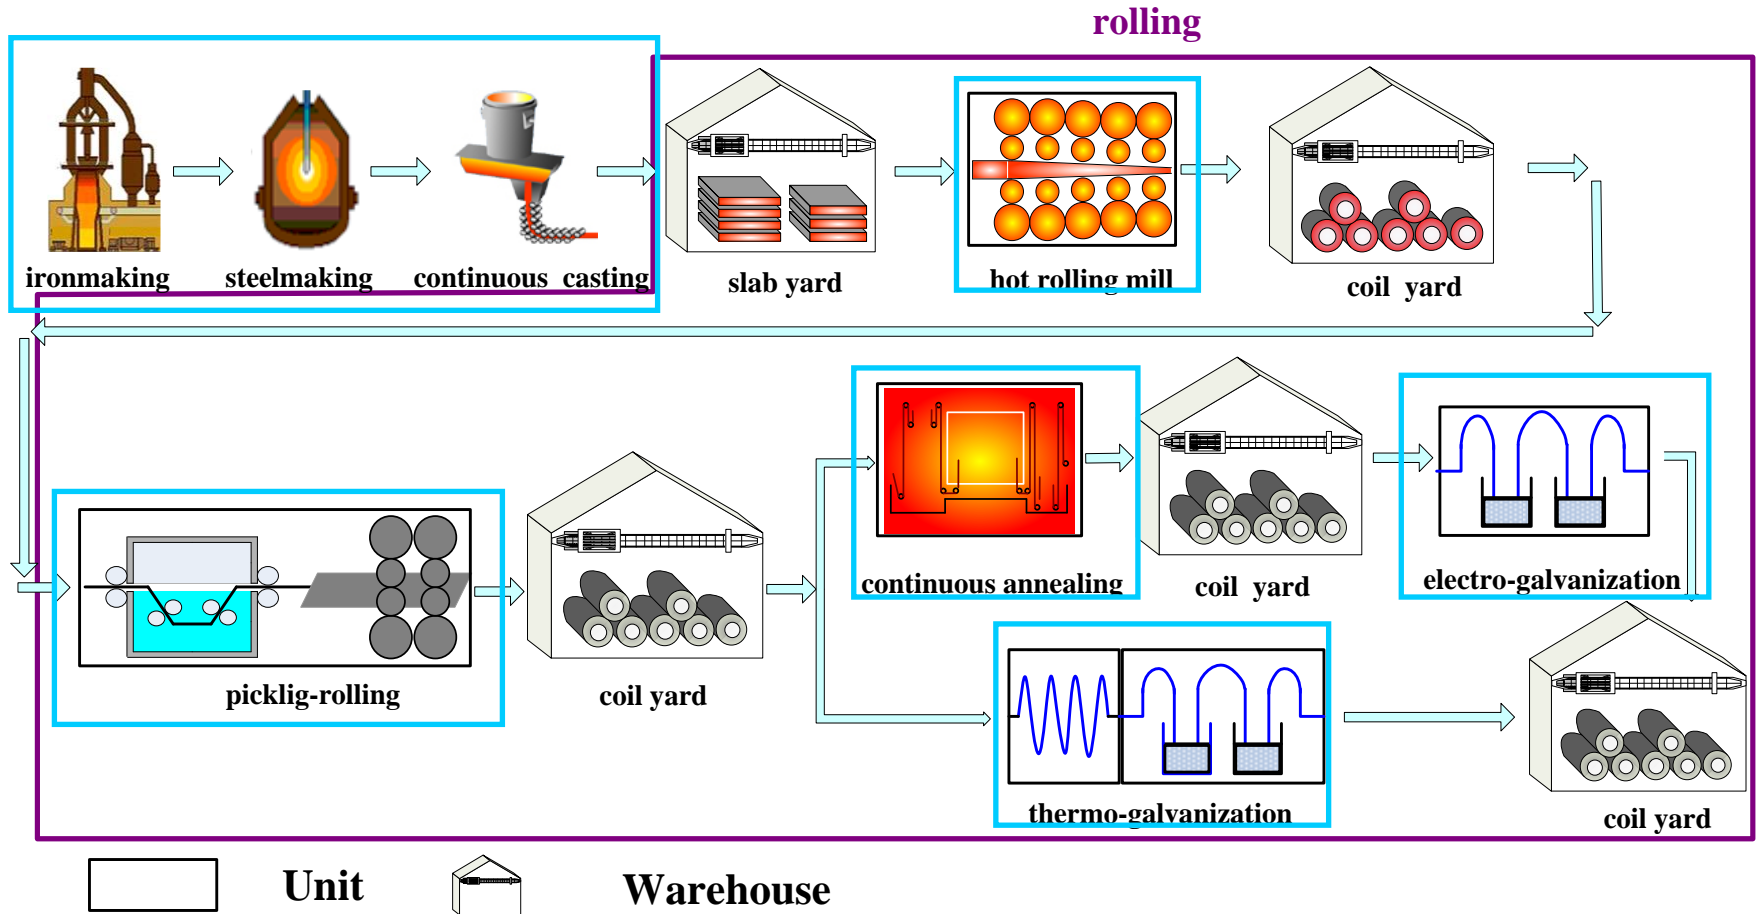 rolling
ironmaking
steelmaking
continuous casting
slab yard
hot rolling mill
coil yard
continuous annealing
coil yard
electro-galvanization
picklig-rolling
coil yard
thermo-galvanization
coil yard
Unit
Warehouse